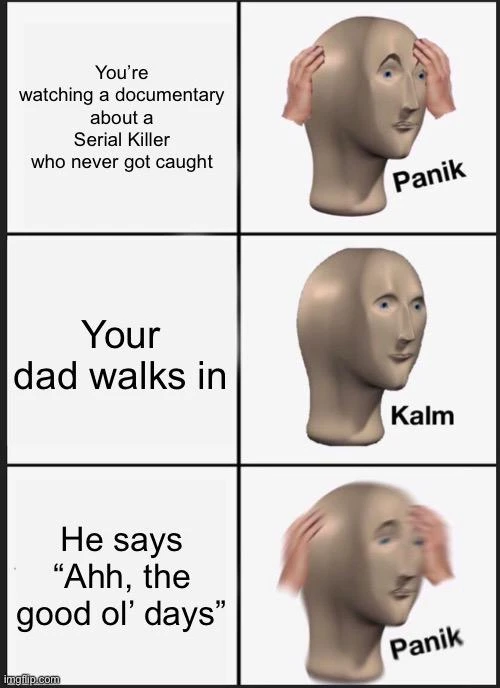 You’re
watching a documentary
about a
Serial Killer
who never got caught
Panik
Your
dad walks in
Kalm
He says
“Ahh, the
good ol’ days”
Panik
imgflip.com